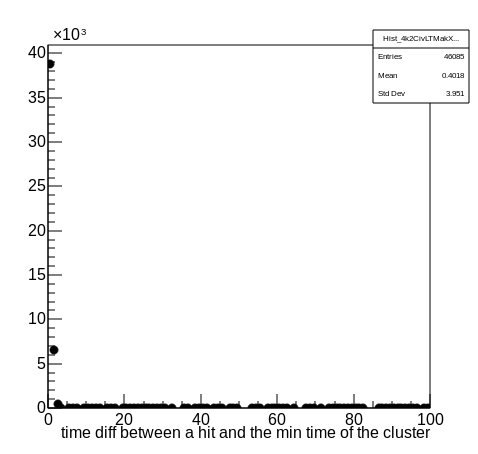 ×10³
Hist_4k2CivLTMakX...
Entries 46085
Mean 0.4018
Std Dev 3.951
40
35
30
25
20
15
10
5
0
0 20 40 60 80 100
time diff between a hit and the min time of the cluster